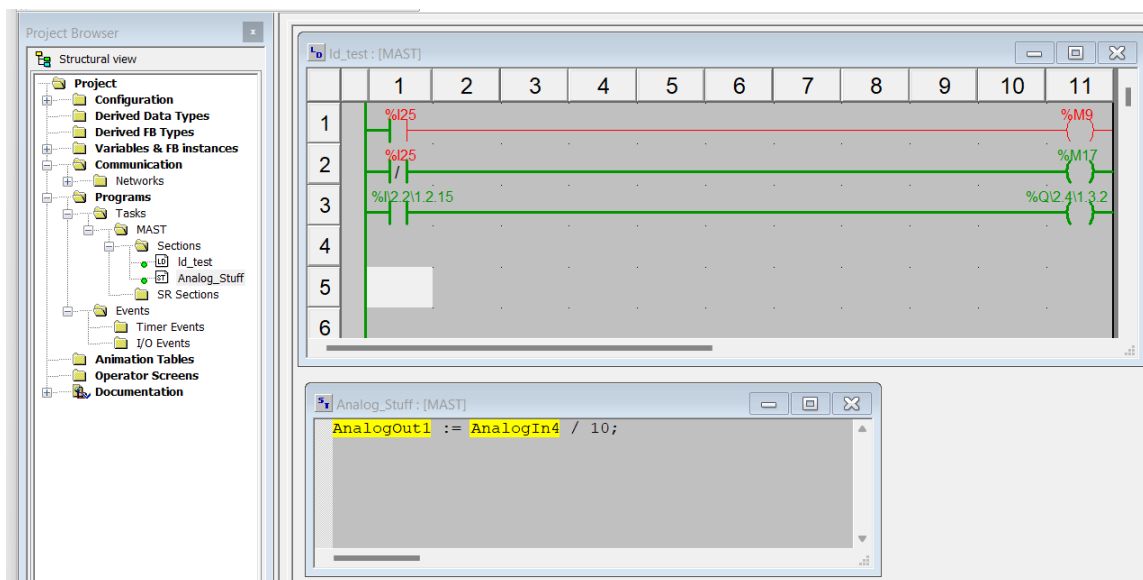 Project Browser
Structural view
Project
Configuration
Derived Data Types
Derived FB Types
Variables & FB instances
Communication
Networks
Programs
Tasks
MAST
Sections
ld_test
Analog_Stuff
SR Sections
Events
Timer Events
I/O Events
Animation Tables
Operator Screens
Documentation
ld_test : [MAST]
1 2 3 4 5 6 7 8 9 10 11
1 %I25 %M9
2 %I25 %M17
3 %I\2.2\1.2.15 %Q\2.4\1.3.2
4
5
6
Analog_Stuff : [MAST]
AnalogOut1 := AnalogIn4 / 10;